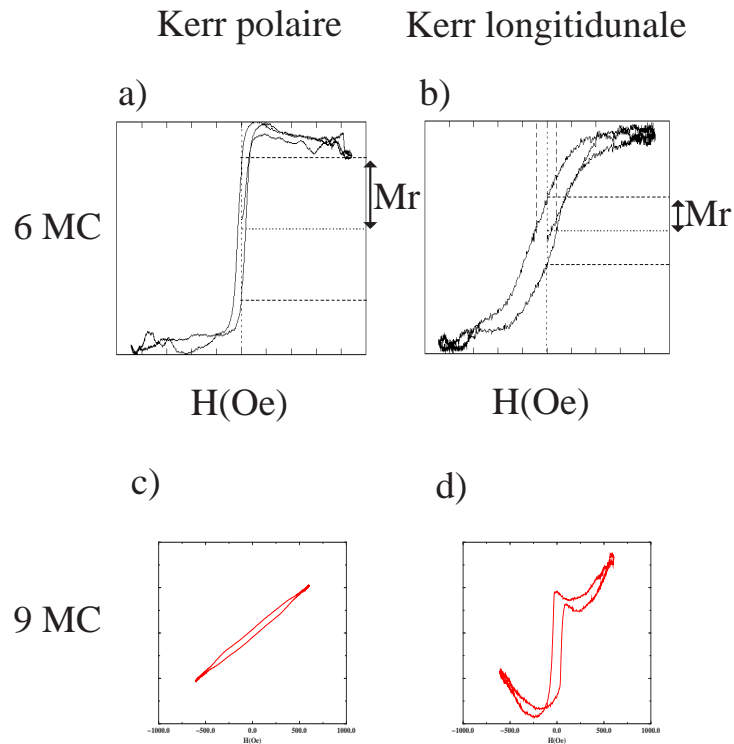 Kerr polaire Kerr longitidunale
a) b)
6 MC
Mr Mr
H(Oe) H(Oe)
c) d)
9 MC
−1000.0 −500.0 0.0 500.0 1000.0
H(Oe)
−1000.0 −500.0 0.0 500.0 1000.0
H(Oe)